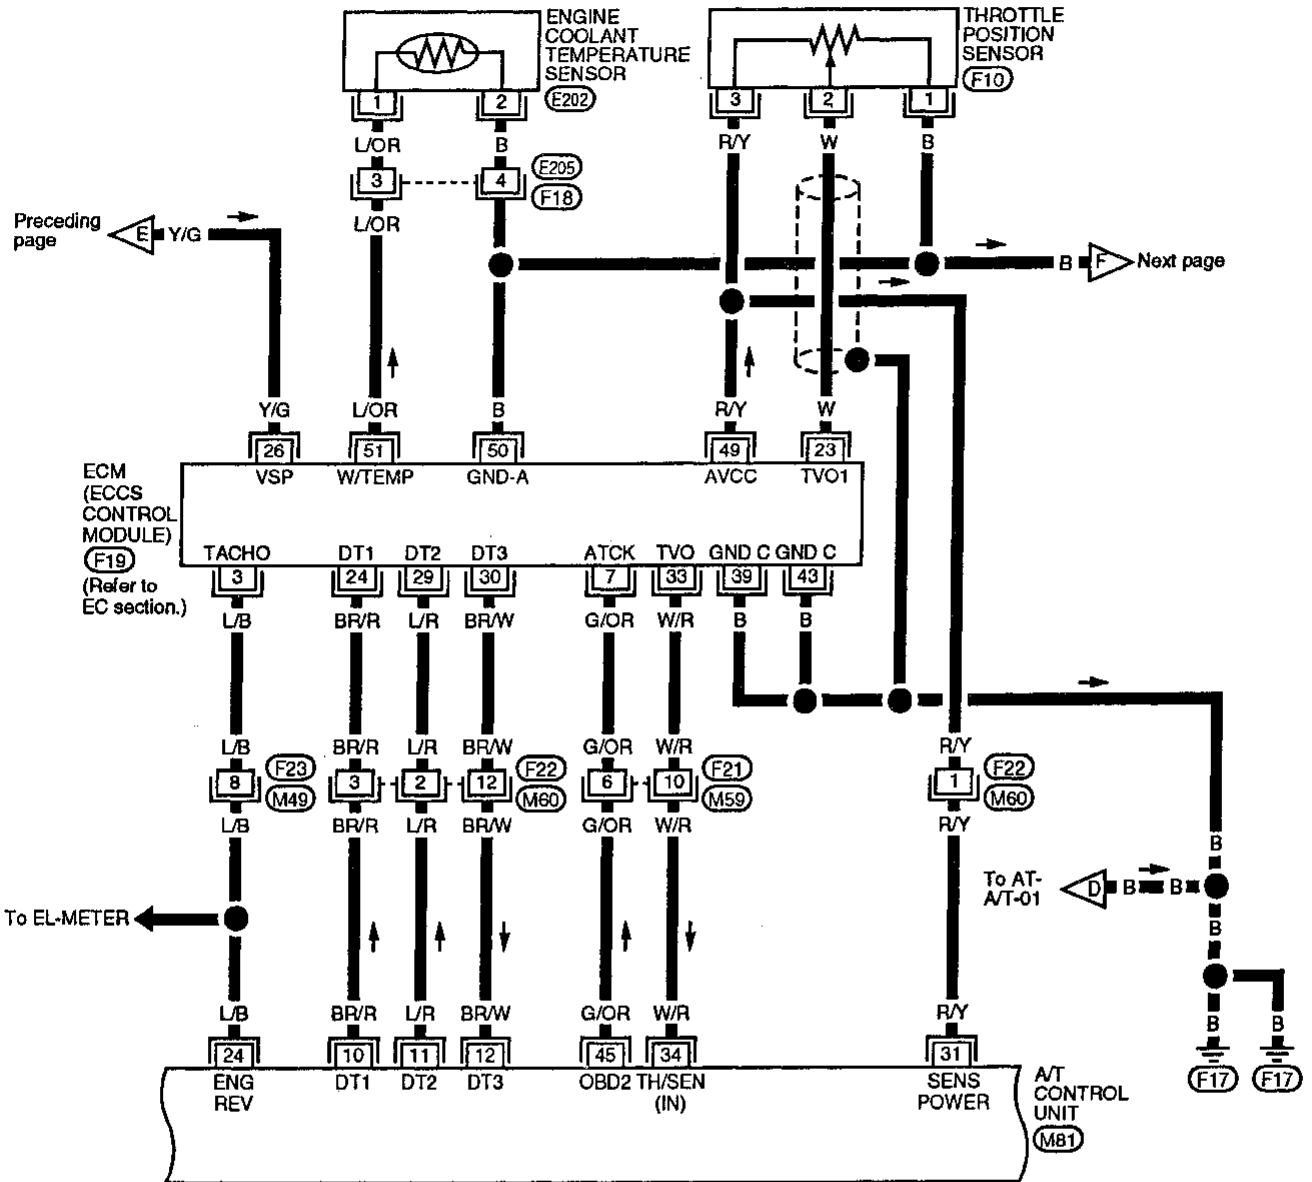 ENGINE
COOLANT
TEMPERATURE
SENSOR
E202
THROTTLE
POSITION
SENSOR
F10
1 2 3 2 1
L/OR B R/Y W B
3 4
E205
F18
L/OR
Preceding
page
E Y/G
B F Next page
Y/G L/OR B R/Y W
26 51 50 49 23
ECM
(ECCS
CONTROL
MODULE)
F19
(Refer to
EC section.)
VSP W/TEMP GND-A AVCC TVO1
TACHO DT1 DT2 DT3 ATCK TVO GND C GND C
3 24 29 30 7 33 39 43
L/B BR/R L/R BR/W G/OR W/R B B
L/B BR/R L/R BR/W G/OR W/R R/Y
8 F23 3 2 12 F22 6 10 F21 1 F22
M49 M60 M59 M60
L/B BR/R L/R BR/W G/OR W/R R/Y
B
To AT-
A/T-01
D B B
B
To EL-METER
L/B BR/R L/R BR/W G/OR W/R R/Y B B
24 10 11 12 45 34 31
F17 F17
ENG
REV
DT1 DT2 DT3 OBD2 TH/SEN
(IN)
SENS
POWER
A/T
CONTROL
UNIT
M81